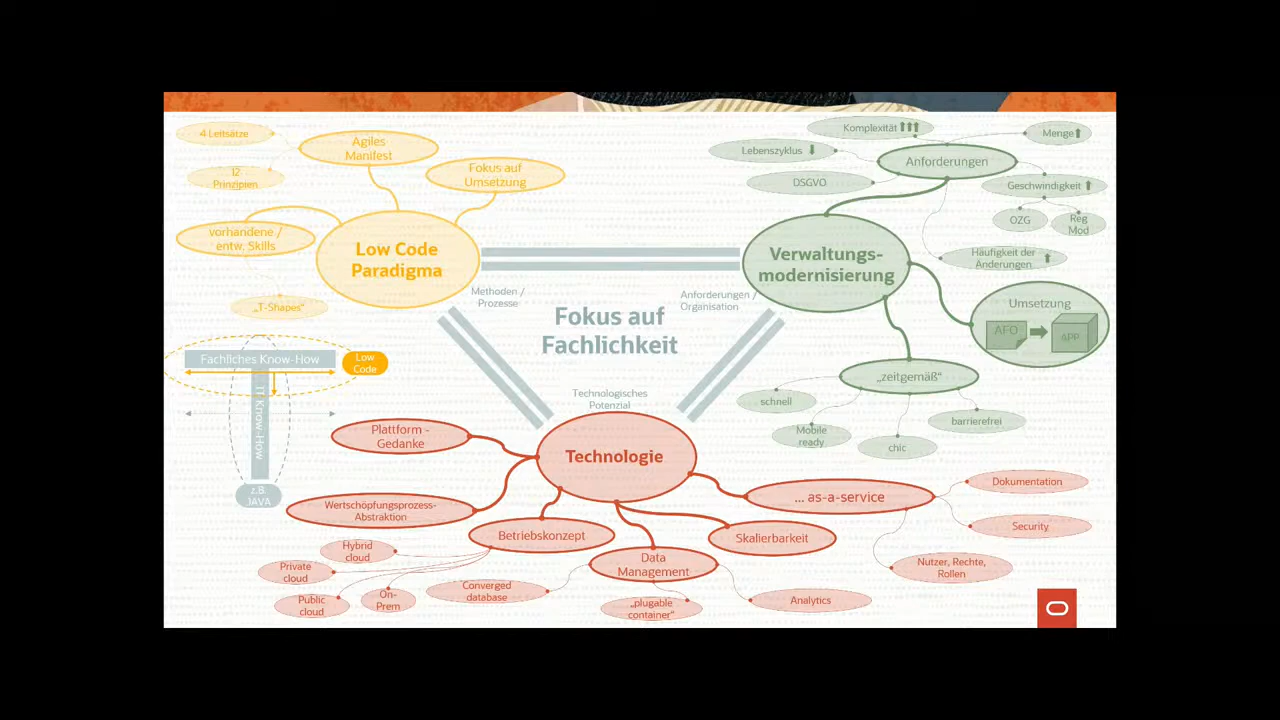 4 Leitsätze
Agiles
Manifest
12
Prinzipien
Fokus auf
Umsetzung
vorhandene /
entw. Skills
Low Code
Paradigma
„T-Shapes“
Fachliches Know-How
Low
Code
IT Know-How
z.B.
JAVA
Methoden /
Prozesse
Anforderungen /
Organisation
Fokus auf
Fachlichkeit
Technologisches
Potenzial
Komplexität
Menge
Lebenszyklus
Anforderungen
DSGVO
Geschwindigkeit
OZG
Reg
Mod
Häufigkeit der
Änderungen
Verwaltungs-
modernisierung
Umsetzung
AFO
App
„zeitgemäß“
schnell
Mobile
ready
chic
barrierefrei
Technologie
Plattform -
Gedanke
Wertschöpfungsprozess-
Abstraktion
Betriebskonzept
Hybrid
cloud
Private
cloud
Public
cloud
On-
Prem
Data
Management
Converged
database
„plugable
container“
Analytics
Skalierbarkeit
... as-a-service
Dokumentation
Security
Nutzer, Rechte,
Rollen